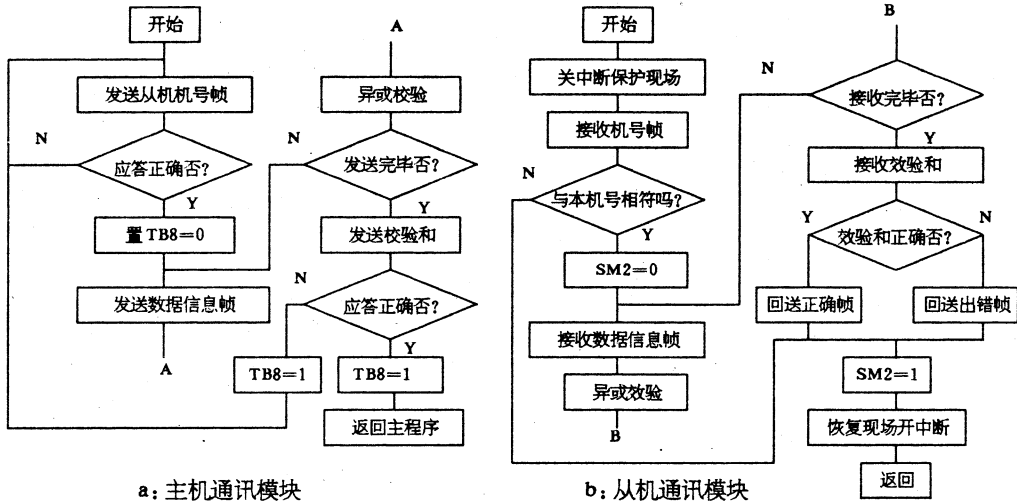 开始
发送从机机号帧
N
应答正确否?
Y
置TB8=0
发送数据信息帧
A
A
异或校验
N
发送完毕否?
Y
发送校验和
N
应答正确否?
Y
TB8=1
TB8=1
返回主程序
a: 主机通讯模块
开始
关中断保护现场
接收机号帧
N
与本机号相符吗?
Y
SM2=0
接收数据信息帧
异或效验
B
B
N
接收完毕否?
Y
接收效验和
Y
N
效验和正确否?
回送正确帧
回送出错帧
SM2=1
恢复现场开中断
返回
b: 从机通讯模块